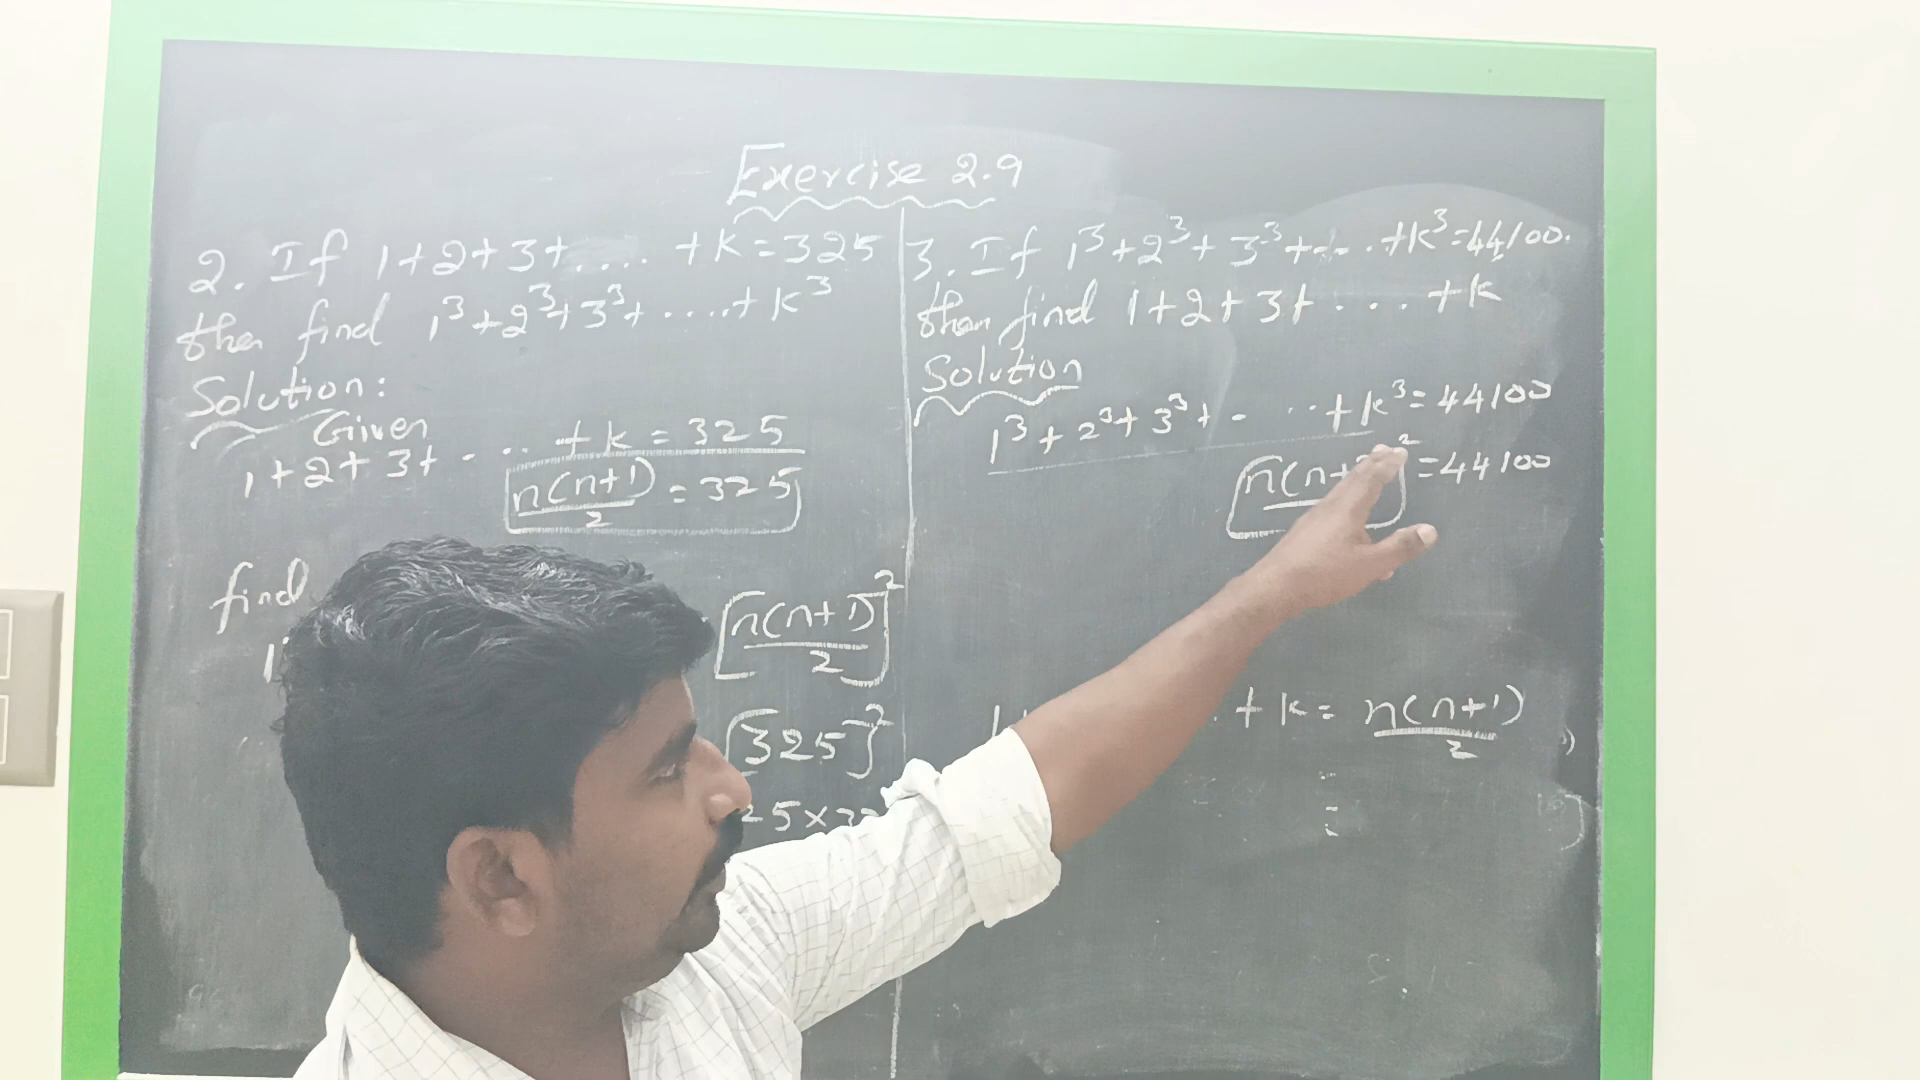 Exercise 2.9
2. If 1+2+3+.... +k=325
then find 1³+2³+3³+.....+k³
Solution:
Given
1+2+3+-... +k=325
n(n+1)/2 =325
find
[n(n+1)/2]²
[325]²
25×32
3. If 1³+2³+3³+....+k³=44100.
then find 1+2+3+....+k
Solution
1³+2³+3³+-...+k³=44100
=44100
+k= n(n+1)/2
=